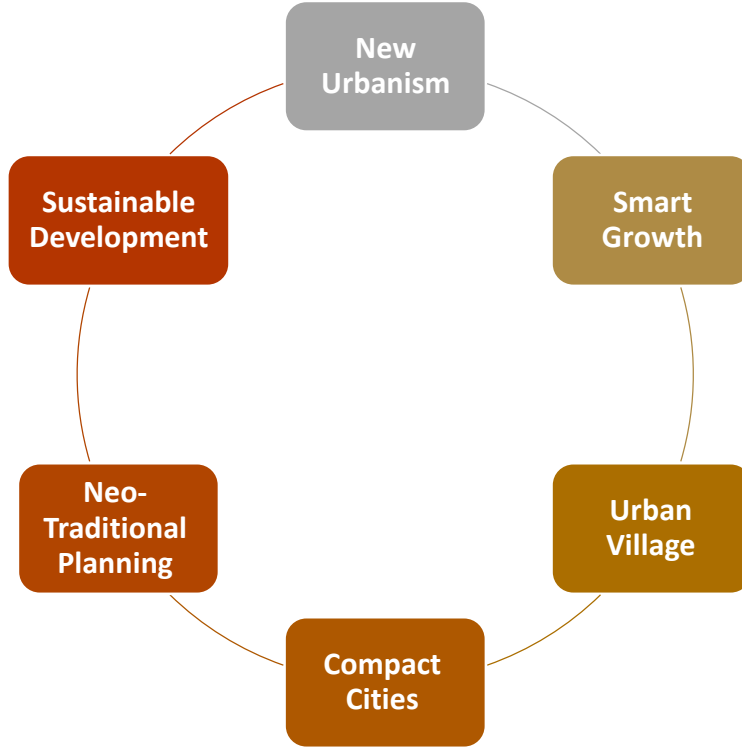 New
Urbanism
Smart
Growth
Urban
Village
Compact
Cities
Neo-
Traditional
Planning
Sustainable
Development